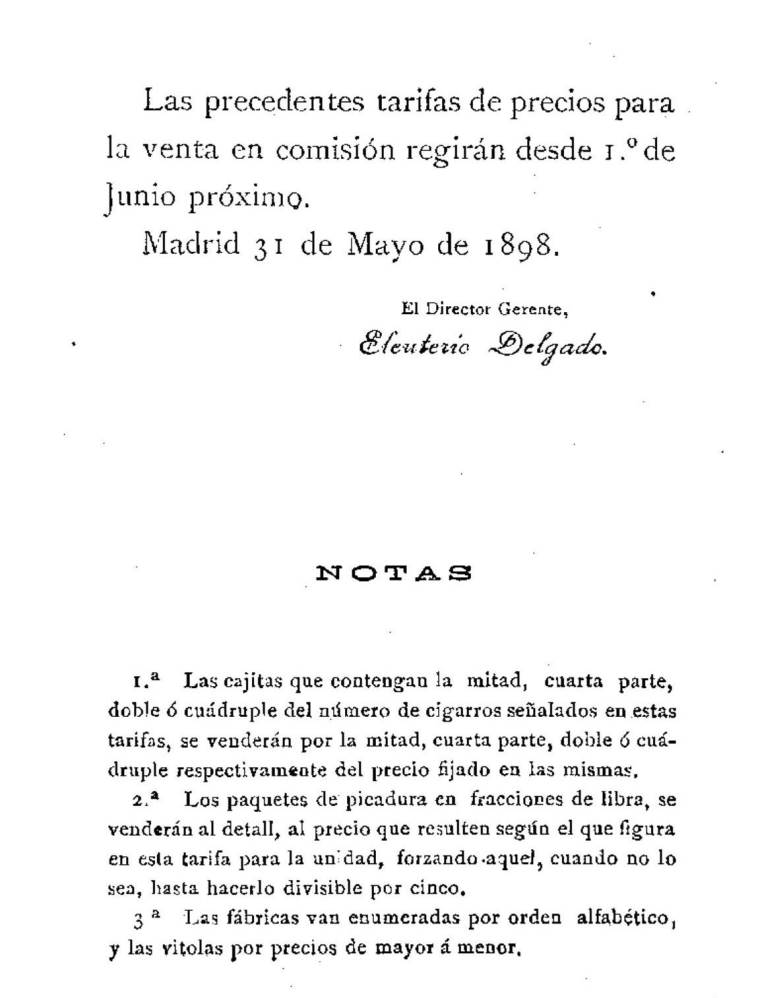 Las precedentes tarifas de precios para
la venta en comisión regirán desde 1.º de
Junio próximo.
Madrid 31 de Mayo de 1898.
El Director Gerente,
Eleuterio Delgado.
NOTAS
1.ª Las cajitas que contengan la mitad, cuarta parte,
doble ó cuádruple del número de cigarros señalados en estas
tarifas, se venderán por la mitad, cuarta parte, doble ó cuá-
druple respectivamente del precio fijado en las mismas.
2.ª Los paquetes de picadura en fracciones de libra, se
venderán al detall, al precio que resulten según el que figura
en esta tarifa para la unidad, forzando aquel, cuando no lo
sea, hasta hacerlo divisible por cinco.
3 ª Las fábricas van enumeradas por orden alfabético,
y las vitolas por precios de mayor á menor.